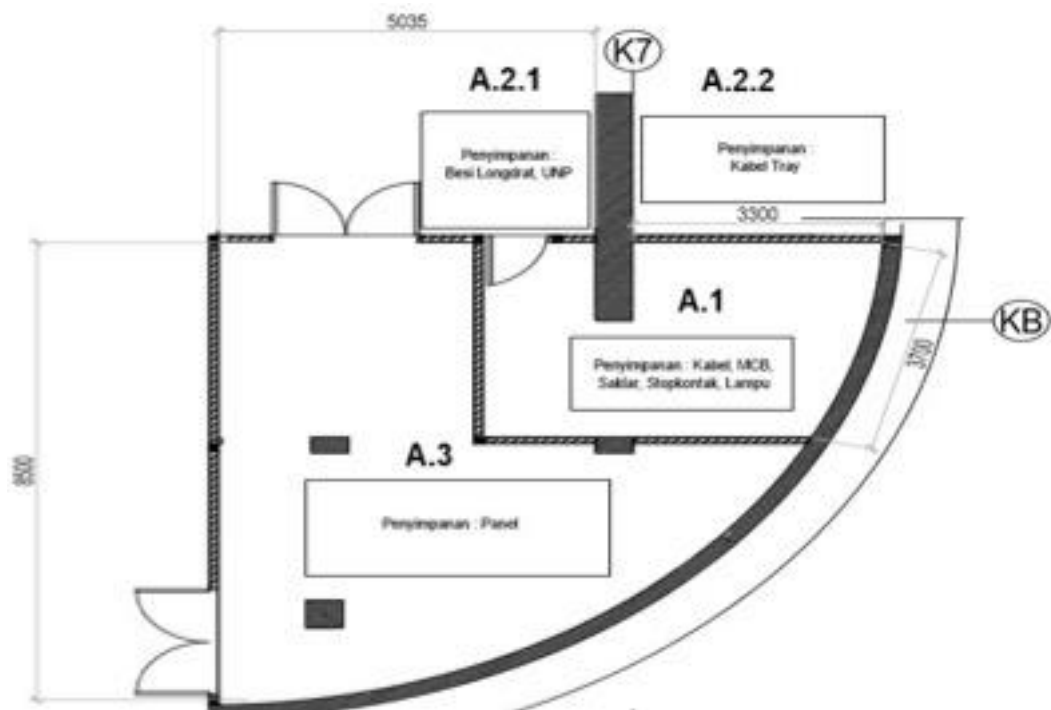 5035
K7
A.2.1
A.2.2
Penyimpanan :
Besi Longdrat, UNP
Penyimpanan :
Kabel Tray
3300
A.1
KB
Penyimpanan : Kabel, MCB,
Saklar, Stopkontak, Lampu
3700
A.3
Penyimpanan : Panel